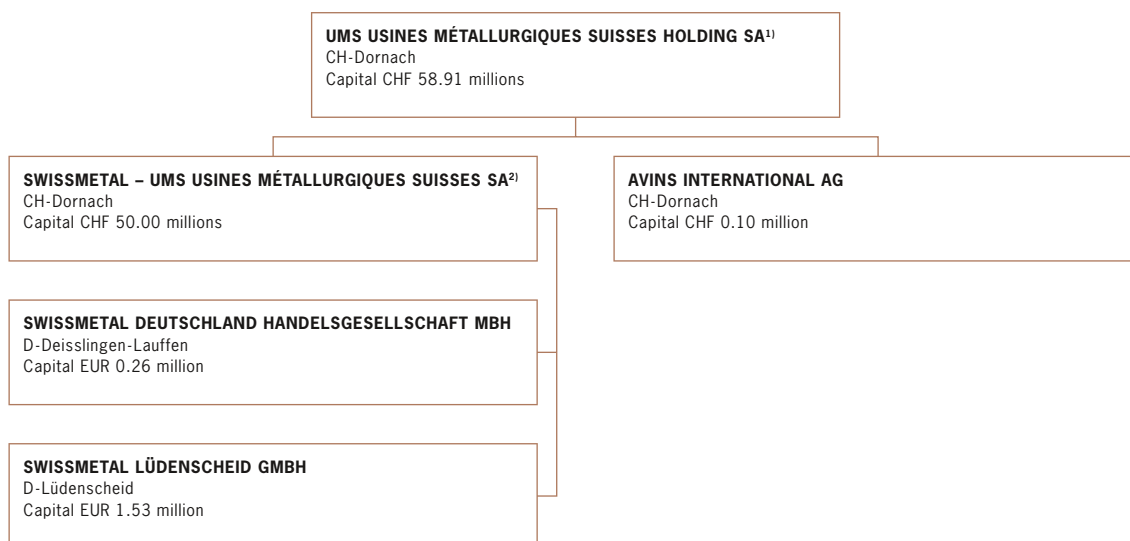 UMS USINES MÉTALLURGIQUES SUISSES HOLDING SA1)
CH-Dornach
Capital CHF 58.91 millions
SWISSMETAL – UMS USINES MÉTALLURGIQUES SUISSES SA2)
CH-Dornach
Capital CHF 50.00 millions
AVINS INTERNATIONAL AG
CH-Dornach
Capital CHF 0.10 million
SWISSMETAL DEUTSCHLAND HANDELSGESELLSCHAFT MBH
D-Deisslingen-Lauffen
Capital EUR 0.26 million
SWISSMETAL LÜDENSCHEID GMBH
D-Lüdenscheid
Capital EUR 1.53 million